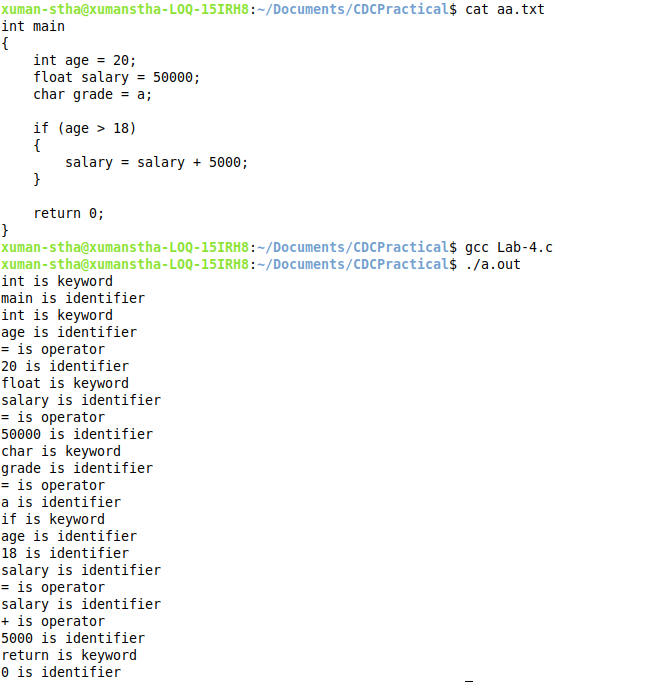 xuman-stha@xumanstha-LOQ-15IRH8:~/Documents/CDCPractical$ cat aa.txt
int main
{
    int age = 20;
    float salary = 50000;
    char grade = a;

    if (age > 18)
    {
        salary = salary + 5000;
    }

    return 0;
}
xuman-stha@xumanstha-LOQ-15IRH8:~/Documents/CDCPractical$ gcc Lab-4.c
xuman-stha@xumanstha-LOQ-15IRH8:~/Documents/CDCPractical$ ./a.out
int is keyword
main is identifier
int is keyword
age is identifier
= is operator
20 is identifier
float is keyword
salary is identifier
= is operator
50000 is identifier
char is keyword
grade is identifier
= is operator
a is identifier
if is keyword
age is identifier
18 is identifier
salary is identifier
= is operator
salary is identifier
+ is operator
5000 is identifier
return is keyword
0 is identifier